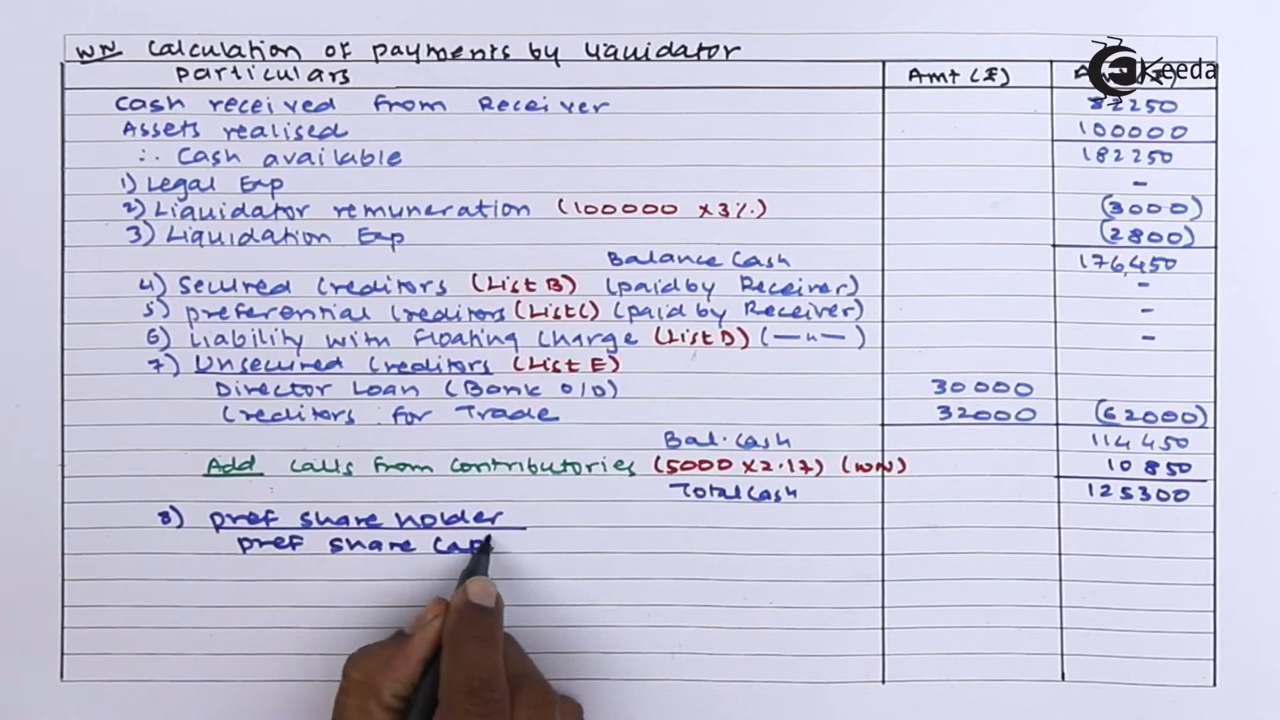 WN Calculation of payments by liquidator
Particulars Amt (₹)
Cash received from Receiver 82250
Assets realised 100000
∴ Cash available 182250
1) Legal Exp -
2) Liquidator remuneration (100000 x 3%.) (3000)
3) Liquidation Exp (2800)
Balance Cash 176,450
4) Secured Creditors (List B) (paid by Receiver) -
5) preferential Creditors (List C) (paid by Receiver) -
6) Liability with Floating Charge (List D) (—"—) -
7) Unsecured Creditors (List E)
Director Loan (Bank O/D) 30000
Creditors for Trade 32000 (62000)
Bal. Cash 114450
Add Calls from Contributories (5000 x 2.17) (WN) 10850
Total Cash 125300
8) pref share holder
pref share Cap
Keeda